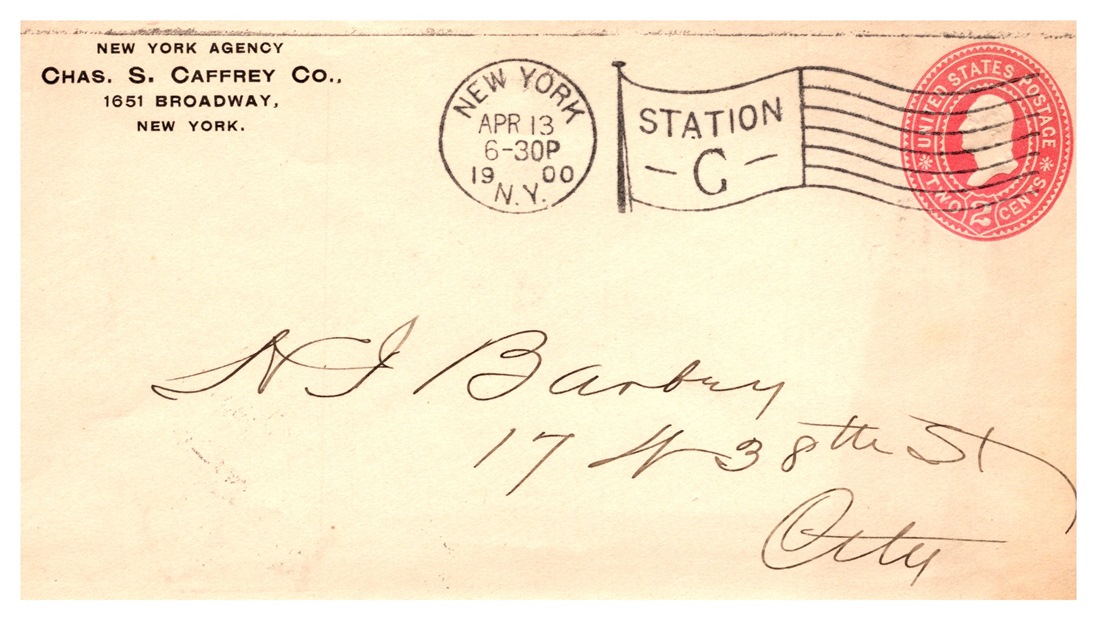 NEW YORK AGENCY
CHAS. S. CAFFREY CO.,
1651 BROADWAY,
NEW YORK.
NEW YORK
APR 13
6-30P
19 00
N.Y.
STATION
– C –
UNITED STATES POSTAGE
TWO 2 CENTS
H J Barbey
17 W 38th St
City